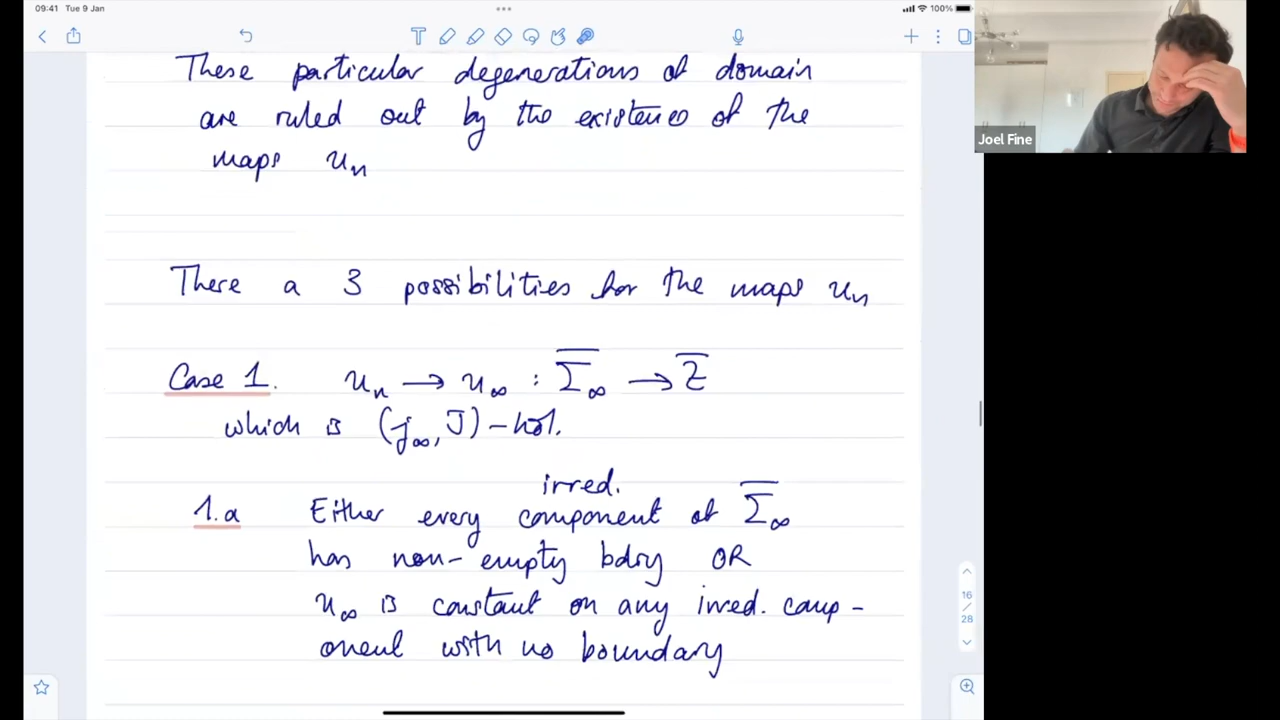 09:41 Tue 9 Jan
100%
These particular degenerations of domain
are ruled out by the existence of the
maps uₙ
There a 3 possibilities for the maps uₙ
Case 1. uₙ → u∞ : Σ̅∞ → Z̅
which is (j∞, J) - hol.
irred.
1.a Either every component of Σ̅∞
has non-empty bdry OR
u∞ is constant on any irred. comp-
onent with no boundary
16
/
28
Joel Fine